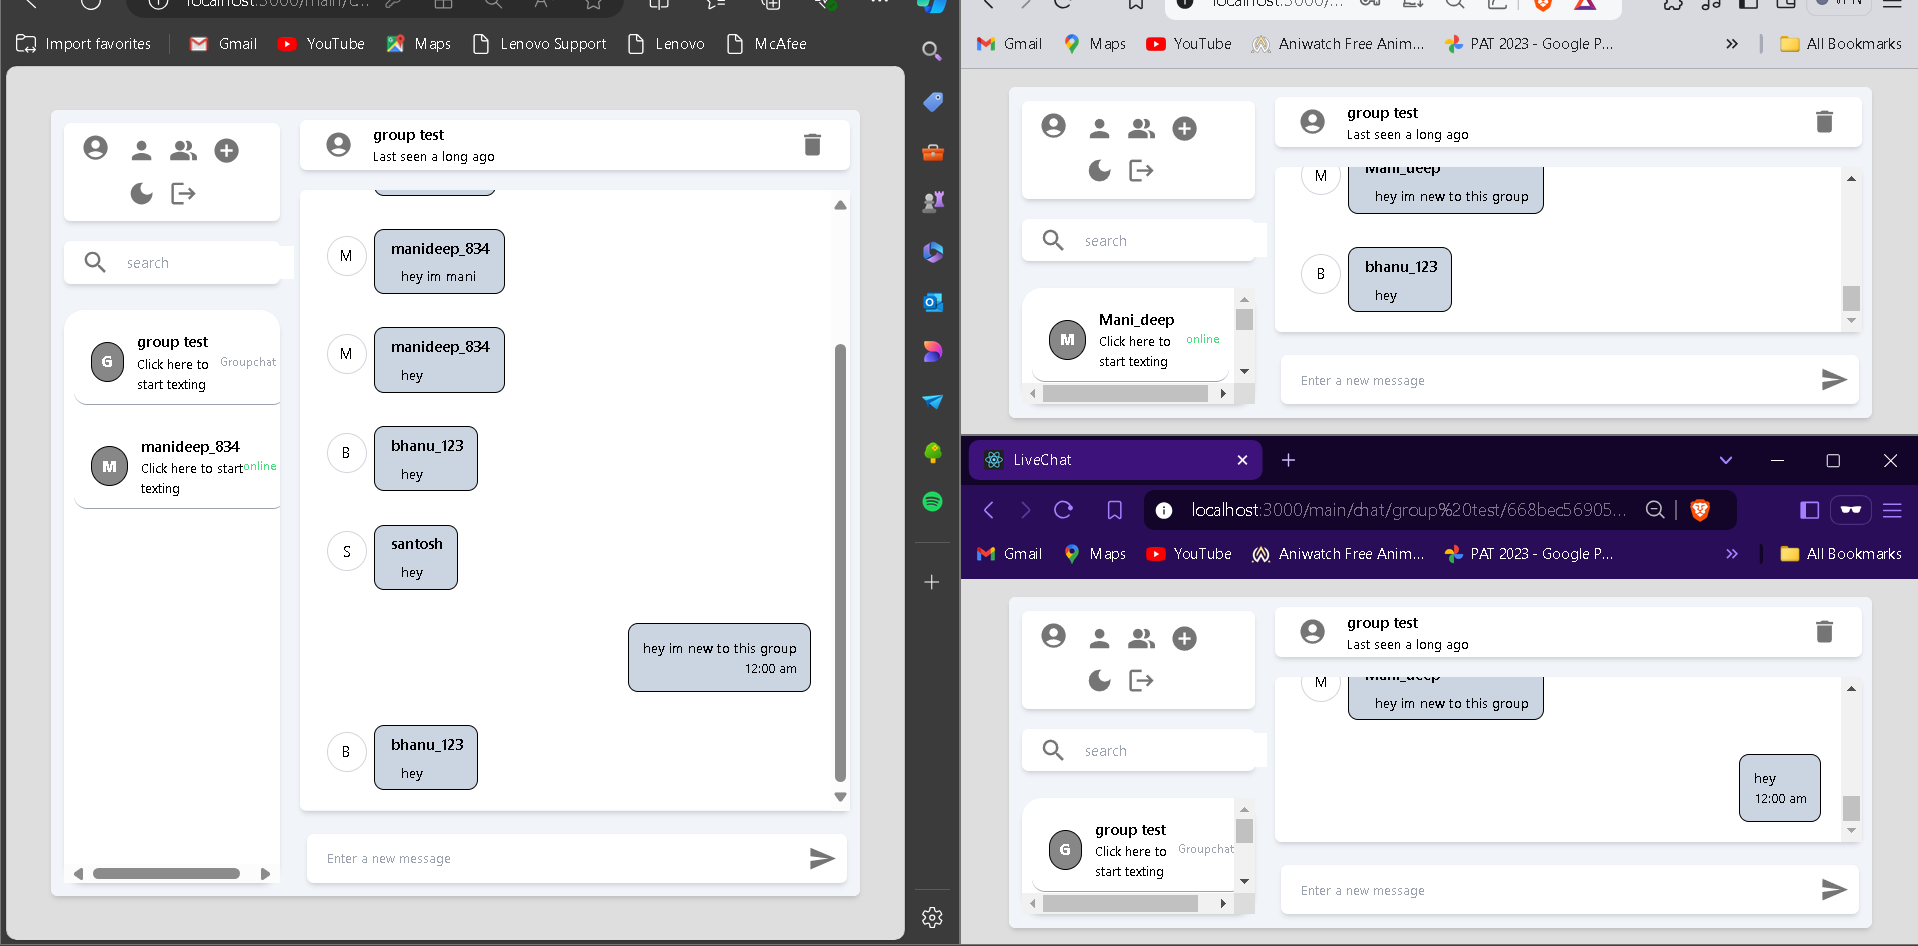 Import favorites
Gmail
YouTube
Maps
Lenovo Support
Lenovo
McAfee
group test
Last seen a long ago
search
G
group test
Click here to
start texting
Groupchat
M
manideep_834
Click here to start
texting
online
M
manideep_834
hey im mani
M
manideep_834
hey
B
bhanu_123
hey
S
santosh
hey
hey im new to this group
12:00 am
B
bhanu_123
hey
Enter a new message
Gmail
Maps
YouTube
Aniwatch Free Anim...
PAT 2023 - Google P...
»
All Bookmarks
group test
Last seen a long ago
search
M
Mani_deep
Click here to
start texting
online
M
Mani_deep
hey im new to this group
B
bhanu_123
hey
Enter a new message
LiveChat
localhost:3000/main/chat/group%20test/668bec56905...
Gmail
Maps
YouTube
Aniwatch Free Anim...
PAT 2023 - Google P...
»
All Bookmarks
group test
Last seen a long ago
search
G
group test
Click here to
start texting
Groupchat
M
Mani_deep
hey im new to this group
hey
12:00 am
Enter a new message